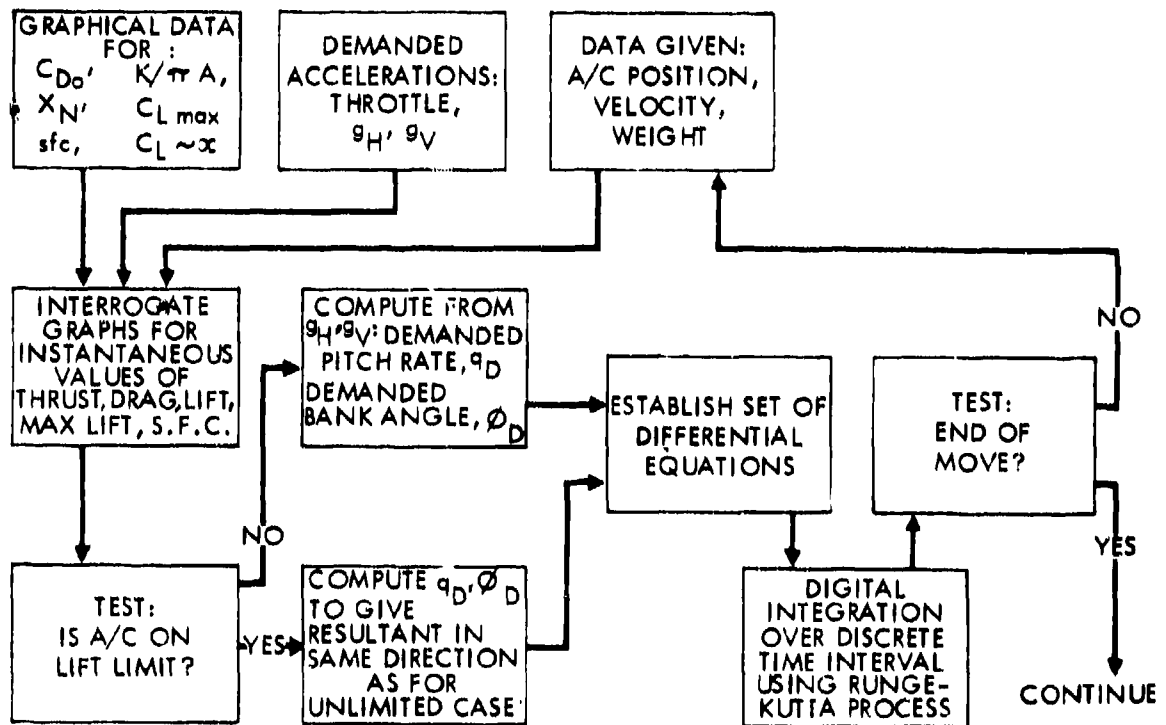 GRAPHICAL DATA
FOR :
C_Do, K/π A,
X_N, C_L max
sfc, C_L ~ α
DEMANDED
ACCELERATIONS:
THROTTLE,
g_H, g_V
DATA GIVEN:
A/C POSITION,
VELOCITY,
WEIGHT
INTERROGATE
GRAPHS FOR
INSTANTANEOUS
VALUES OF
THRUST, DRAG, LIFT,
MAX LIFT, S.F.C.
COMPUTE FROM
g_H, g_V: DEMANDED
PITCH RATE, q_D
DEMANDED
BANK ANGLE, Ø_D
ESTABLISH SET OF
DIFFERENTIAL
EQUATIONS
TEST:
END OF
MOVE?
NO
YES
CONTINUE
NO
TEST:
IS A/C ON
LIFT LIMIT?
YES
COMPUTE q_D, Ø_D
TO GIVE
RESULTANT IN
SAME DIRECTION
AS FOR
UNLIMITED CASE
DIGITAL
INTEGRATION
OVER DISCRETE
TIME INTERVAL
USING RUNGE-
KUTTA PROCESS